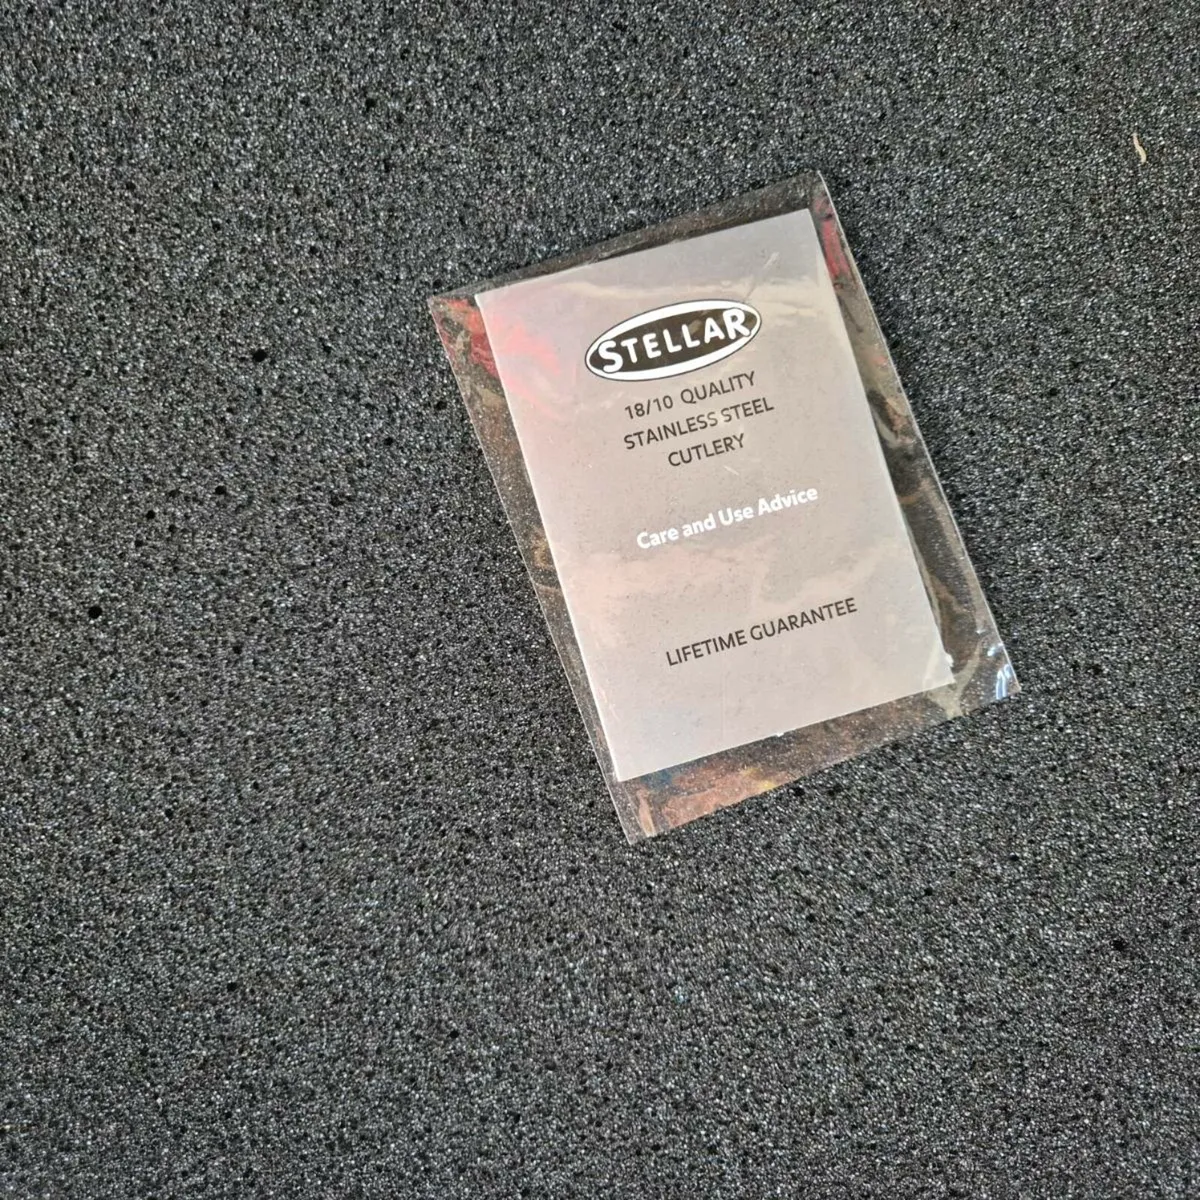 STELLAR
18/10 QUALITY
STAINLESS STEEL
CUTLERY
Care and Use Advice
LIFETIME GUARANTEE